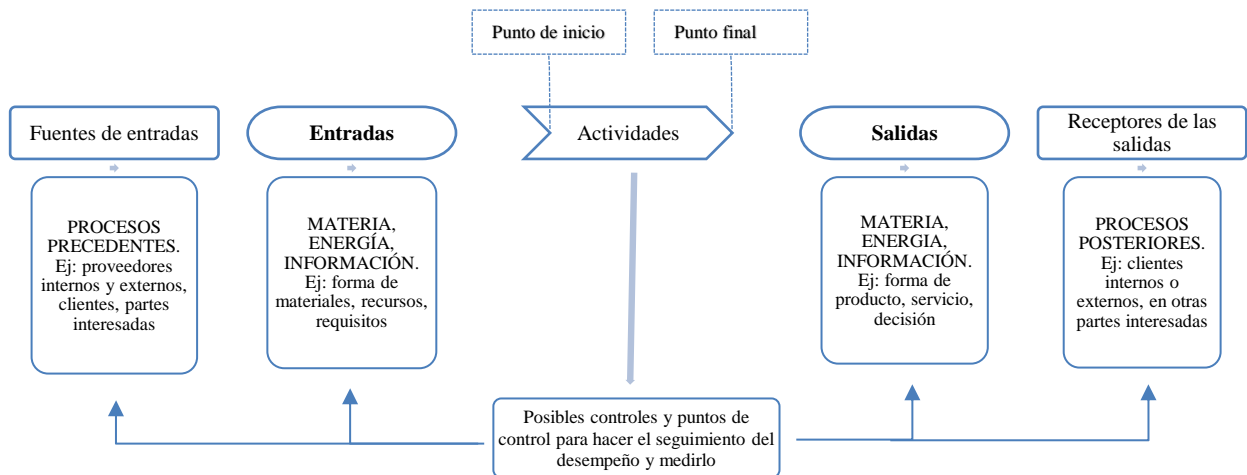 Punto de inicio
Punto final
Fuentes de entradas
Entradas
Actividades
Salidas
Receptores de las
salidas
PROCESOS
PRECEDENTES.
Ej: proveedores
internos y externos,
clientes, partes
interesadas
MATERIA,
ENERGÍA,
INFORMACIÓN.
Ej: forma de
materiales, recursos,
requisitos
MATERIA,
ENERGIA,
INFORMACIÓN.
Ej: forma de
producto, servicio,
decisión
PROCESOS
POSTERIORES.
Ej: clientes
internos o
externos, en otras
partes interesadas
Posibles controles y puntos de
control para hacer el seguimiento del
desempeño y medirlo